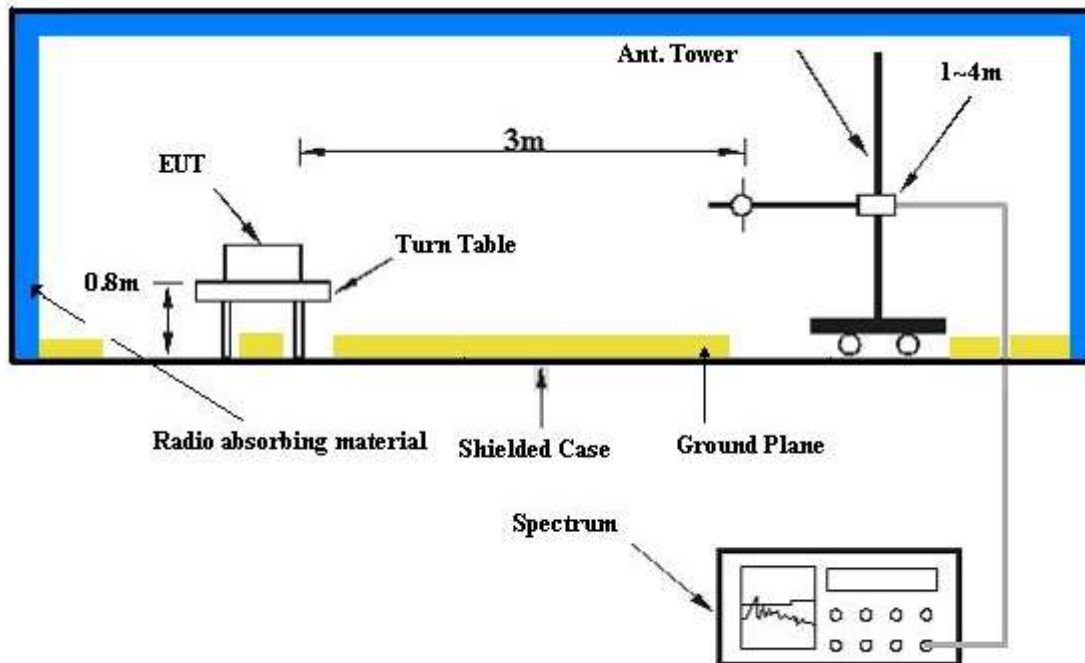 Ant. Tower
1~4m
3m
EUT
Turn Table
0.8m
Radio absorbing material
Shielded Case
Ground Plane
Spectrum